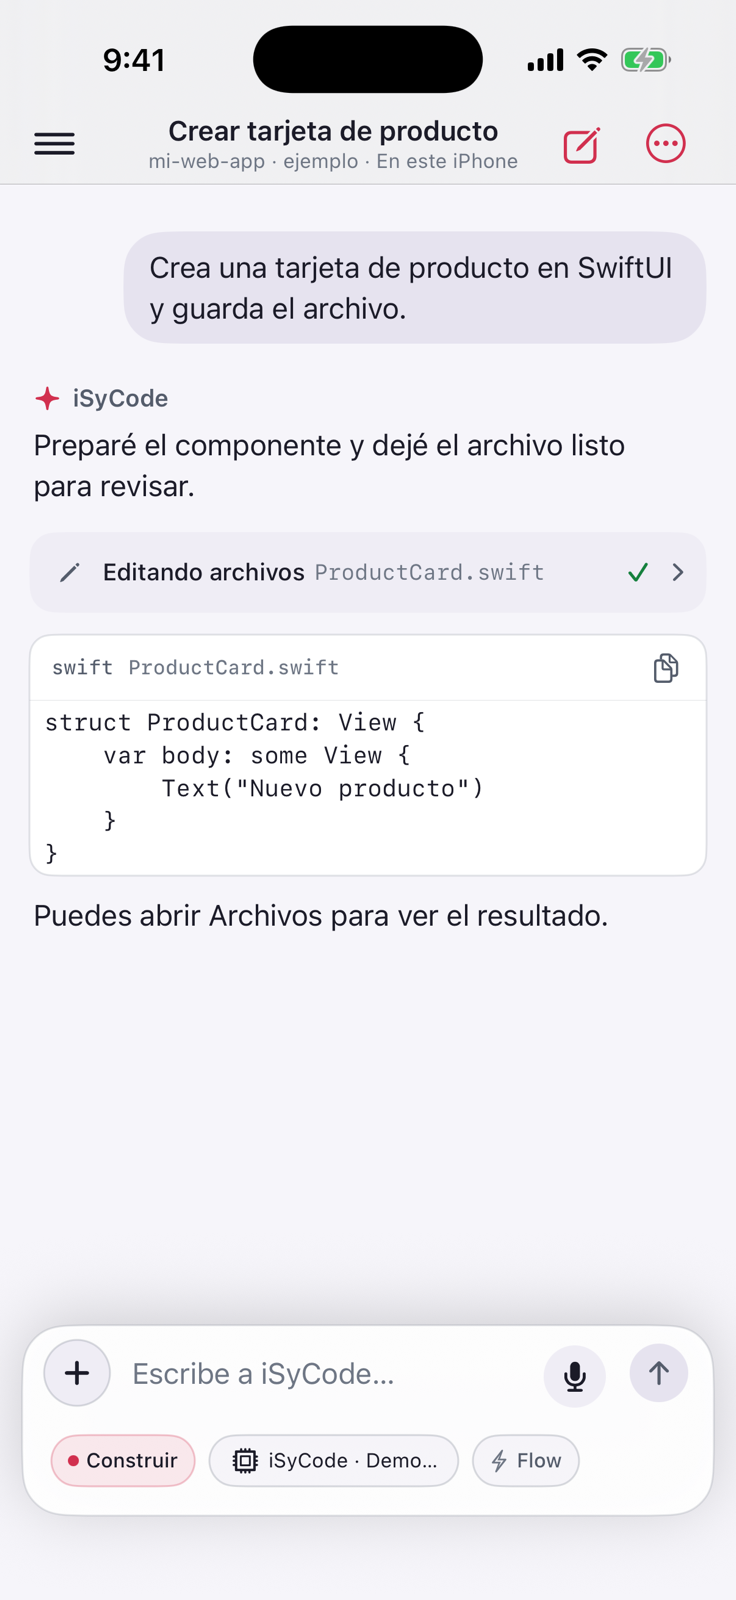 9:41
Crear tarjeta de producto
mi-web-app · ejemplo · En este iPhone
Crea una tarjeta de producto en SwiftUI
y guarda el archivo.
iSyCode
Preparé el componente y dejé el archivo listo
para revisar.
Editando archivos ProductCard.swift
swift ProductCard.swift
struct ProductCard: View {
    var body: some View {
        Text("Nuevo producto")
    }
}
Puedes abrir Archivos para ver el resultado.
Escribe a iSyCode...
Construir iSyCode · Demo... Flow